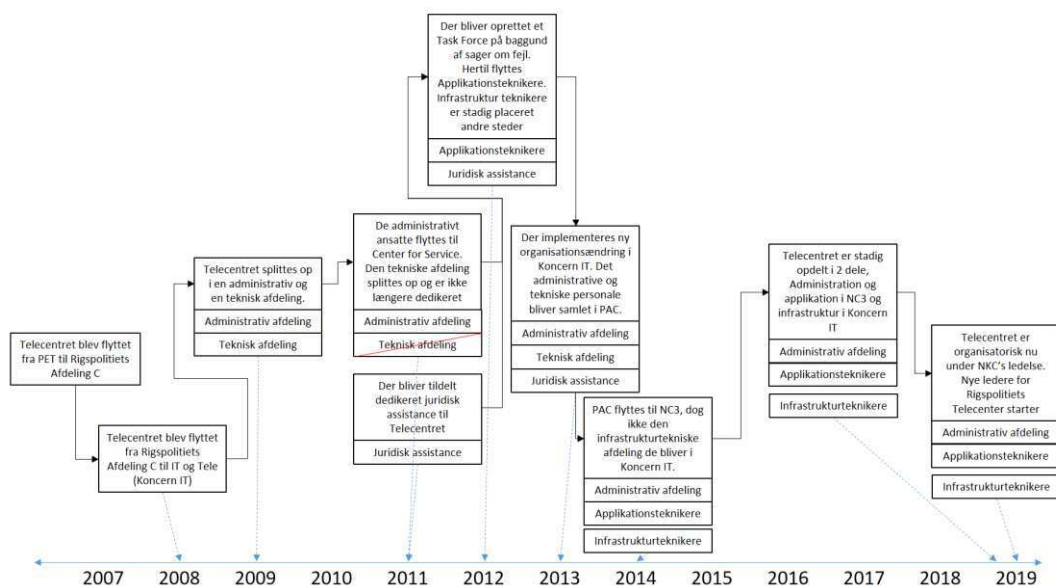 Telecentret blev flyttet
fra PET til Rigspolitiets
Afdeling C
Telecentret blev flyttet
fra Rigspolitiets
Afdeling C til IT og Tele
(Koncern IT)
Telecentret splittes op
i en administrativ og
en teknisk afdeling.
Administrativ afdeling
Teknisk afdeling
De administrativt
ansatte flyttes til
Center for Service.
Den tekniske afdeling
splittes op og er ikke
længere dedikeret
Administrativ afdeling
Teknisk afdeling
Der bliver tildelt
dedikeret juridisk
assistance til
Telecentret
Juridisk assistance
Der bliver oprettet et
Task Force på baggund
af sager om fejl.
Hertil flyttes
Applikationsteknikere.
Infrastruktur teknikere
er stadig placeret
andre steder
Applikationsteknikere
Juridisk assistance
Der implementeres ny
organisationsændring i
Koncern IT. Det
administrative og
tekniske personale
bliver samlet i PAC.
Administrativ afdeling
Teknisk afdeling
Juridisk assistance
PAC flyttes til NC3, dog
ikke den
infrastrukturtekniske
afdeling de bliver i
Koncern IT.
Administrativ afdeling
Applikationsteknikere
Infrastrukturteknikere
Telecentret er stadig
opdelt i 2 dele,
Administration og
applikation i NC3 og
infrastruktur i Koncern
IT
Administrativ afdeling
Applikationsteknikere
Infrastrukturteknikere
Telecentret er
organisatorisk nu
under NKC's ledelse.
Nye ledere for
Rigspolitiets
Telecenter starter
Administrativ afdeling
Applikationsteknikere
Infrastrukturteknikere
2007 2008 2009 2010 2011 2012 2013 2014 2015 2016 2017 2018 2019